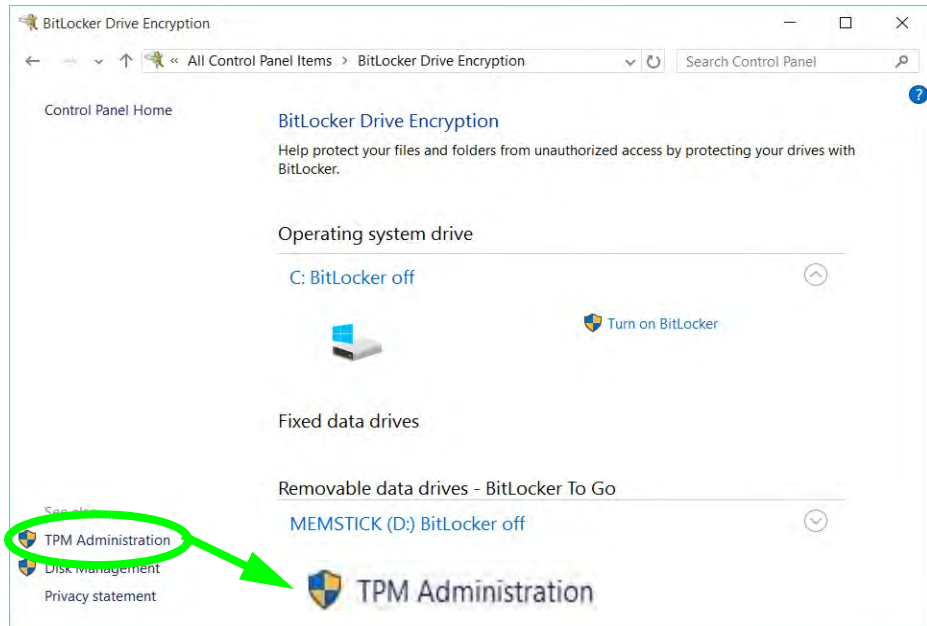 BitLocker Drive Encryption
« All Control Panel Items > BitLocker Drive Encryption
Search Control Panel
Control Panel Home
BitLocker Drive Encryption
Help protect your files and folders from unauthorized access by protecting your drives with
BitLocker.
Operating system drive
C: BitLocker off
Turn on BitLocker
Fixed data drives
Removable data drives - BitLocker To Go
MEMSTICK (D:) BitLocker off
See also
TPM Administration
Disk Management
Privacy statement
TPM Administration